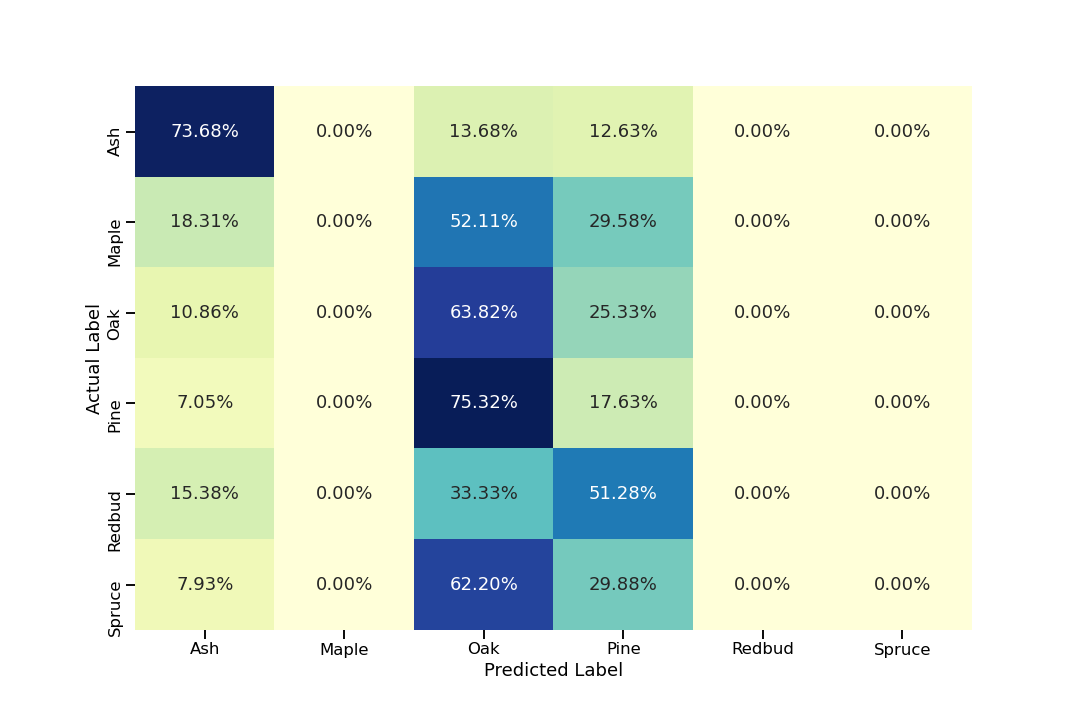 Actual Label
Ash 73.68% 0.00% 13.68% 12.63% 0.00% 0.00%
Maple 18.31% 0.00% 52.11% 29.58% 0.00% 0.00%
Oak 10.86% 0.00% 63.82% 25.33% 0.00% 0.00%
Pine 7.05% 0.00% 75.32% 17.63% 0.00% 0.00%
Redbud 15.38% 0.00% 33.33% 51.28% 0.00% 0.00%
Spruce 7.93% 0.00% 62.20% 29.88% 0.00% 0.00%
Ash Maple Oak Pine Redbud Spruce
Predicted Label